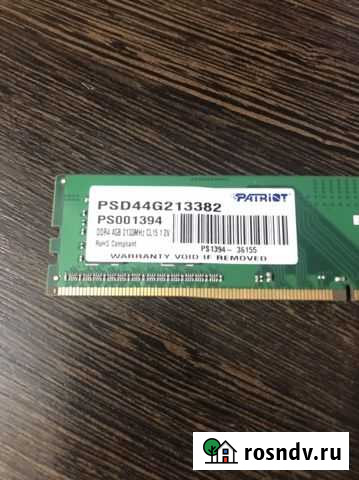 PSD44G213382
PATRIOT
PS001394
DDR4 4GB 2133MHz CL15 1.2V
RoHS Compliant
PS1394- 36155
WARRANTY VOID IF REMOVED
rosndv.ru